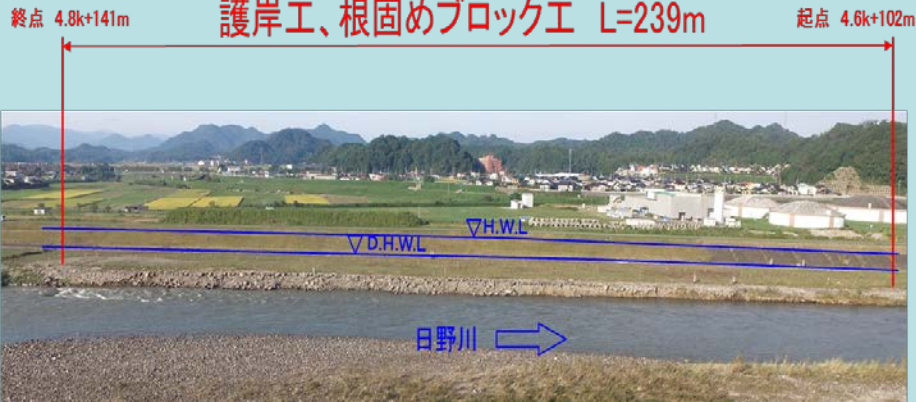 護岸工、根固めブロック工 L=239m
終点 4.8k+141m
起点 4.6k+102m
▽H.W.L
▽D.H.W.L
日野川